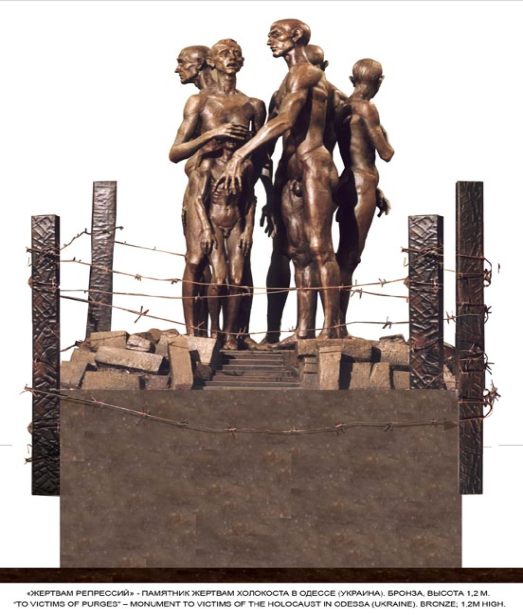 «ЖЕРТВАМ РЕПРЕССИЙ» - ПАМЯТНИК ЖЕРТВАМ ХОЛОКОСТА В ОДЕССЕ (УКРАИНА). БРОНЗА, ВЫСОТА 1,2 М.
"TO VICTIMS OF PURGES" – MONUMENT TO VICTIMS OF THE HOLOCAUST IN ODESSA (UKRAINE). BRONZE; 1,2M HIGH.